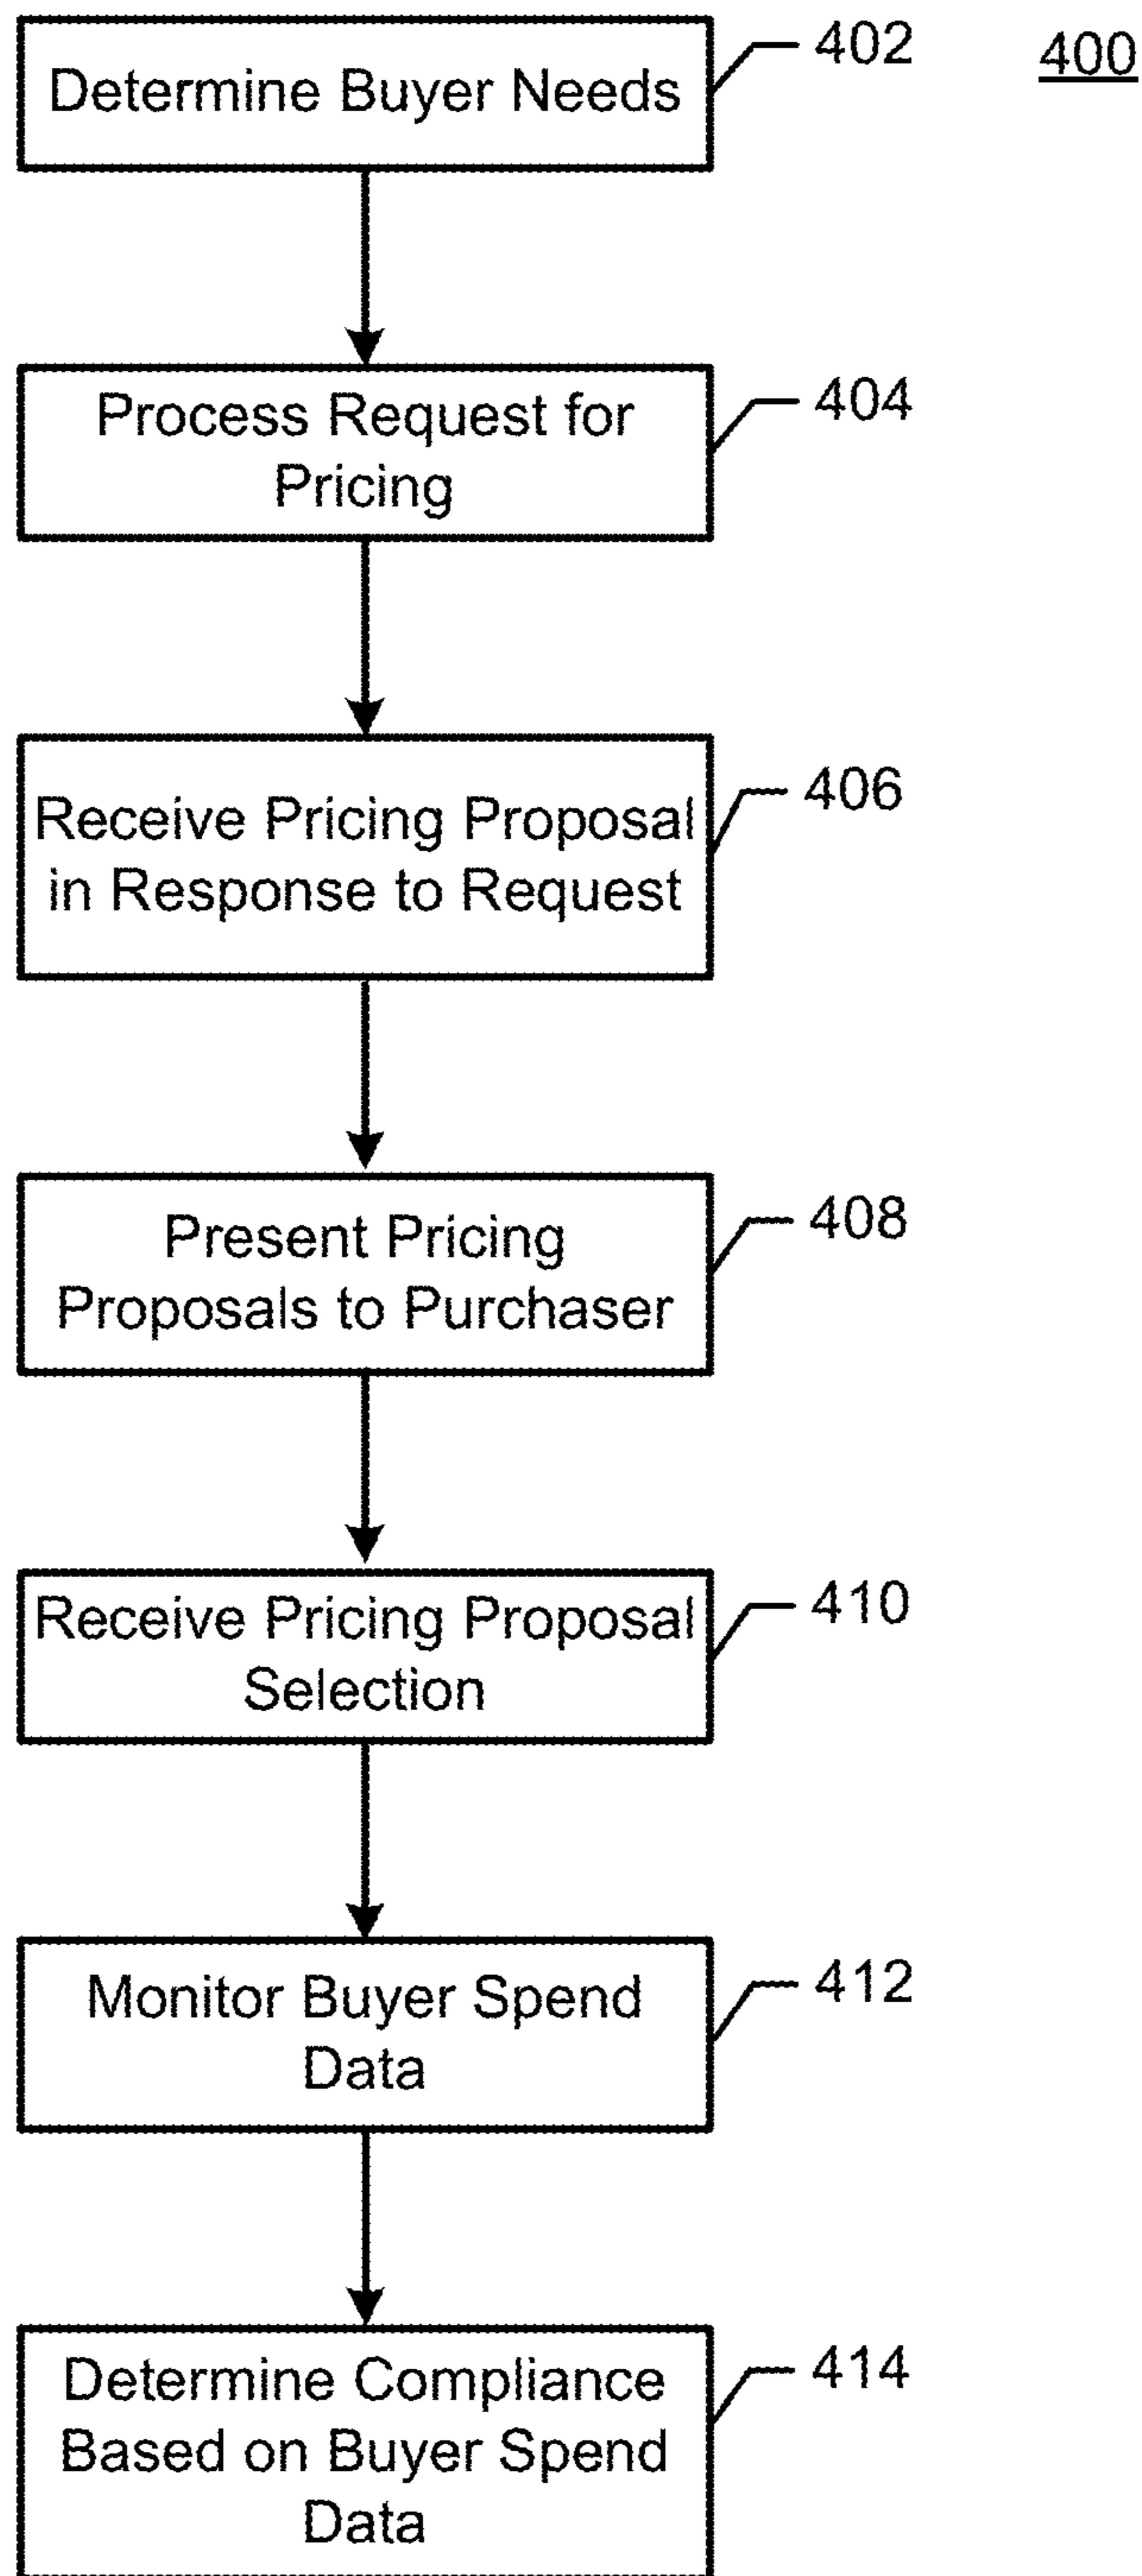 400
Determine Buyer Needs
402
Process Request for
Pricing
404
Receive Pricing Proposal
in Response to Request
406
Present Pricing
Proposals to Purchaser
408
Receive Pricing Proposal
Selection
410
Monitor Buyer Spend
Data
412
Determine Compliance
Based on Buyer Spend
Data
414